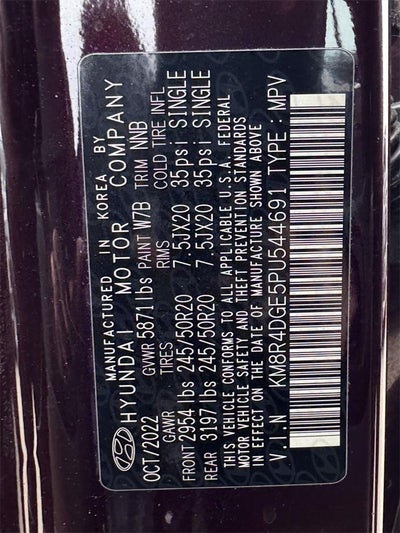 MANUFACTURED IN KOREA BY
HYUNDAI MOTOR COMPANY
OCT/2022 GVWR 5871lbs PAINT W7B TRIM NNB
GAWR TIRES RIMS COLD TIRE INFL
FRONT 2954 lbs 245/50R20 7.5JX20 35psi SINGLE
REAR 3197 lbs 245/50R20 7.5JX20 35psi SINGLE
THIS VEHICLE CONFORMS TO ALL APPLICABLE U.S.A. FEDERAL
MOTOR VEHICLE SAFETY AND THEFT PREVENTION STANDARDS
IN EFFECT ON THE DATE OF MANUFACTURE SHOWN ABOVE
V.I.N KM8R4DGE5PU544691 TYPE : MPV